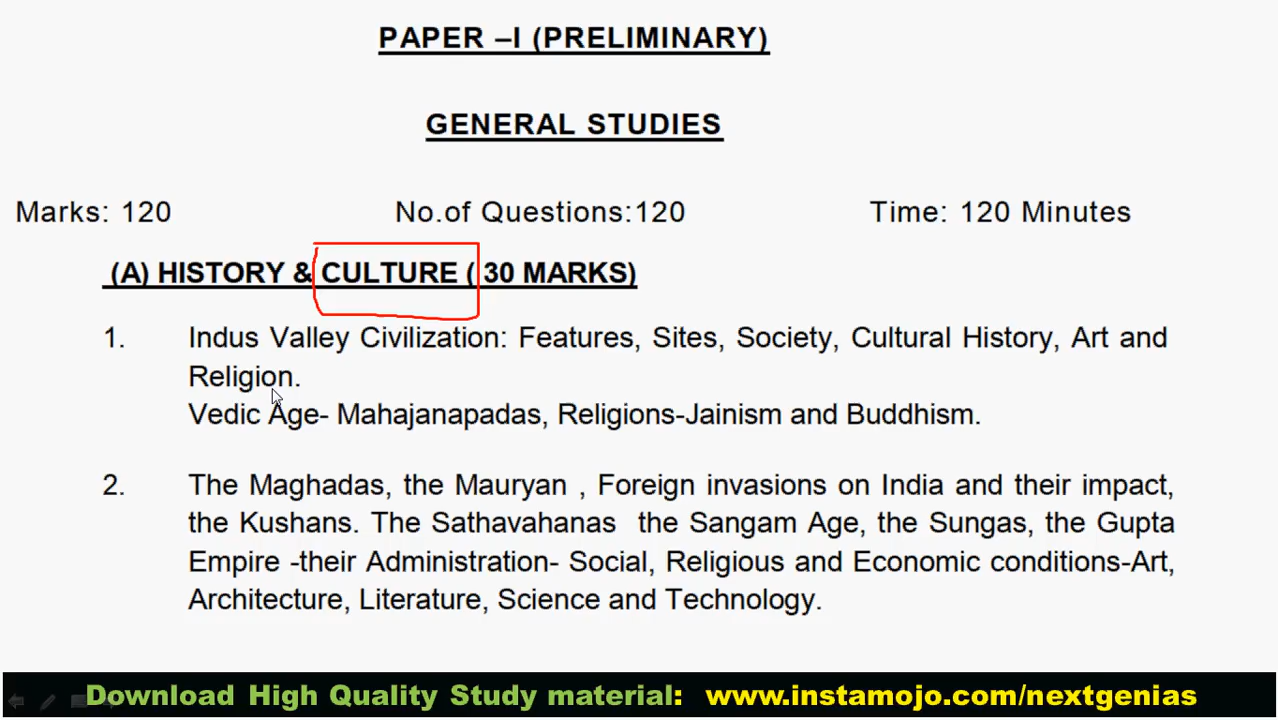 PAPER –I (PRELIMINARY)
GENERAL STUDIES
Marks: 120 No.of Questions:120 Time: 120 Minutes
(A) HISTORY & CULTURE ( 30 MARKS)
1. Indus Valley Civilization: Features, Sites, Society, Cultural History, Art and
Religion.
Vedic Age- Mahajanapadas, Religions-Jainism and Buddhism.
2. The Maghadas, the Mauryan , Foreign invasions on India and their impact,
the Kushans. The Sathavahanas the Sangam Age, the Sungas, the Gupta
Empire -their Administration- Social, Religious and Economic conditions-Art,
Architecture, Literature, Science and Technology.
Download High Quality Study material: www.instamojo.com/nextgenias